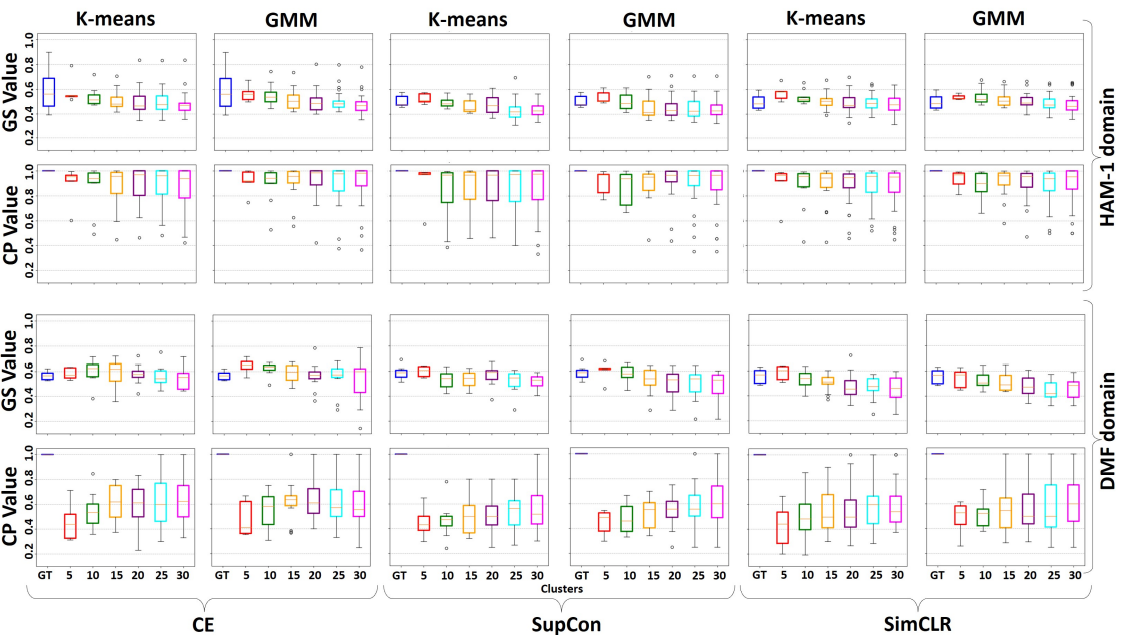 K-means GMM K-means GMM K-means GMM
GS Value
0.2 0.4 0.6 0.8 1.0
CP Value
0.2 0.4 0.6 0.8 1.0
HAM-1 domain
GS Value
0.2 0.4 0.6 0.8 1.0
CP Value
0.2 0.4 0.6 0.8 1.0
DMF domain
GT 5 10 15 20 25 30 GT 5 10 15 20 25 30 GT 5 10 15 20 25 30 GT 5 10 15 20 25 30 GT 5 10 15 20 25 30 GT 5 10 15 20 25 30
Clusters
CE SupCon SimCLR